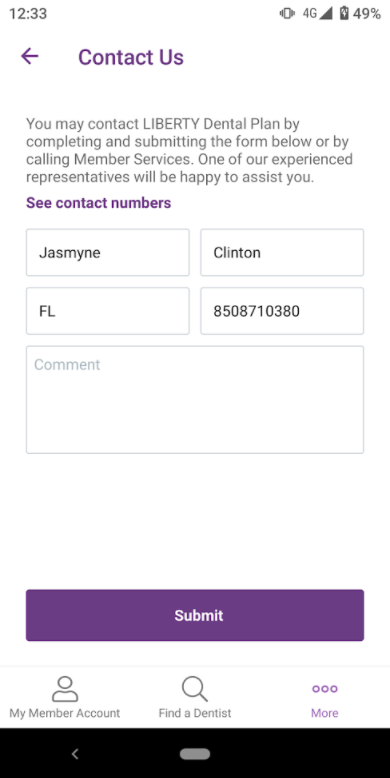 12:33 4G 49%
Contact Us
You may contact LIBERTY Dental Plan by
completing and submitting the form below or by
calling Member Services. One of our experienced
representatives will be happy to assist you.
See contact numbers
Jasmyne Clinton
FL 8508710380
Comment
Submit
My Member Account Find a Dentist More